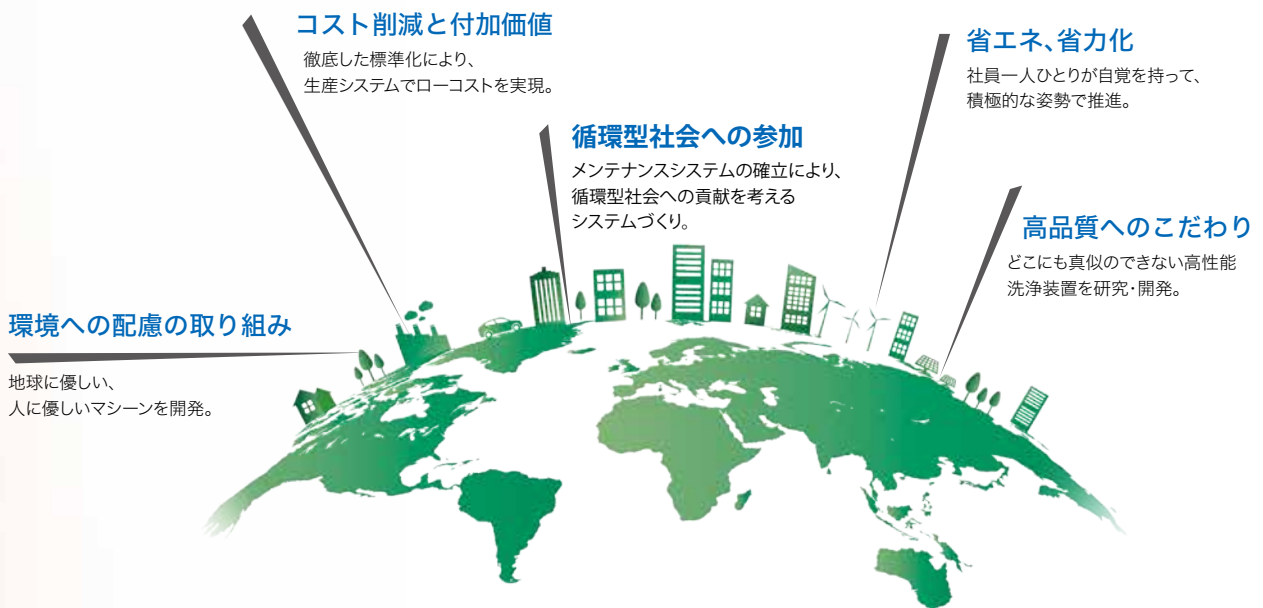 コスト削減と付加価値
徹底した標準化により、
生産システムでローコストを実現。
省エネ、省力化
社員一人ひとりが自覚を持って、
積極的な姿勢で推進。
循環型社会への参加
メンテナンスシステムの確立により、
循環型社会への貢献を考える
システムづくり。
高品質へのこだわり
どこにも真似のできない高性能
洗浄装置を研究・開発。
環境への配慮の取り組み
地球に優しい、
人に優しいマシーンを開発。